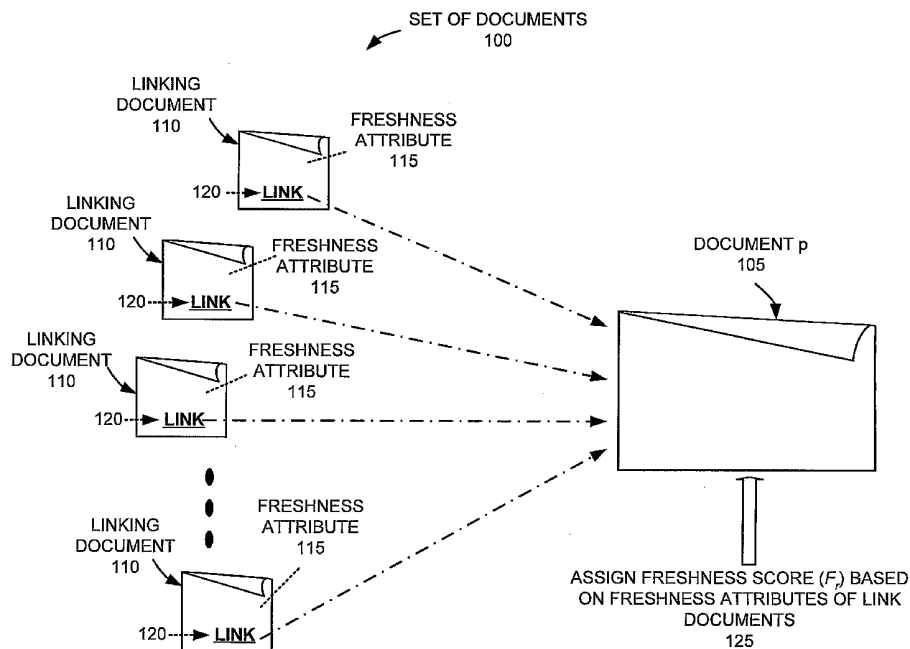 SET OF DOCUMENTS
100
LINKING
DOCUMENT
110
FRESHNESS
ATTRIBUTE
115
120
LINK
LINKING
DOCUMENT
110
FRESHNESS
ATTRIBUTE
115
120
LINK
DOCUMENT p
105
LINKING
DOCUMENT
110
FRESHNESS
ATTRIBUTE
115
120
LINK
LINKING
DOCUMENT
110
FRESHNESS
ATTRIBUTE
115
120
LINK
ASSIGN FRESHNESS SCORE (Fr) BASED
ON FRESHNESS ATTRIBUTES OF LINK
DOCUMENTS
125